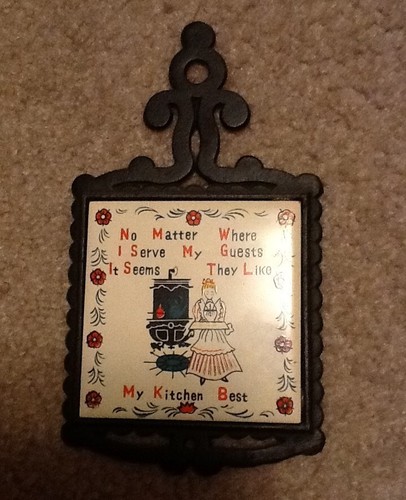 No Matter Where
I Serve My Guests
It Seems They Like
My Kitchen Best